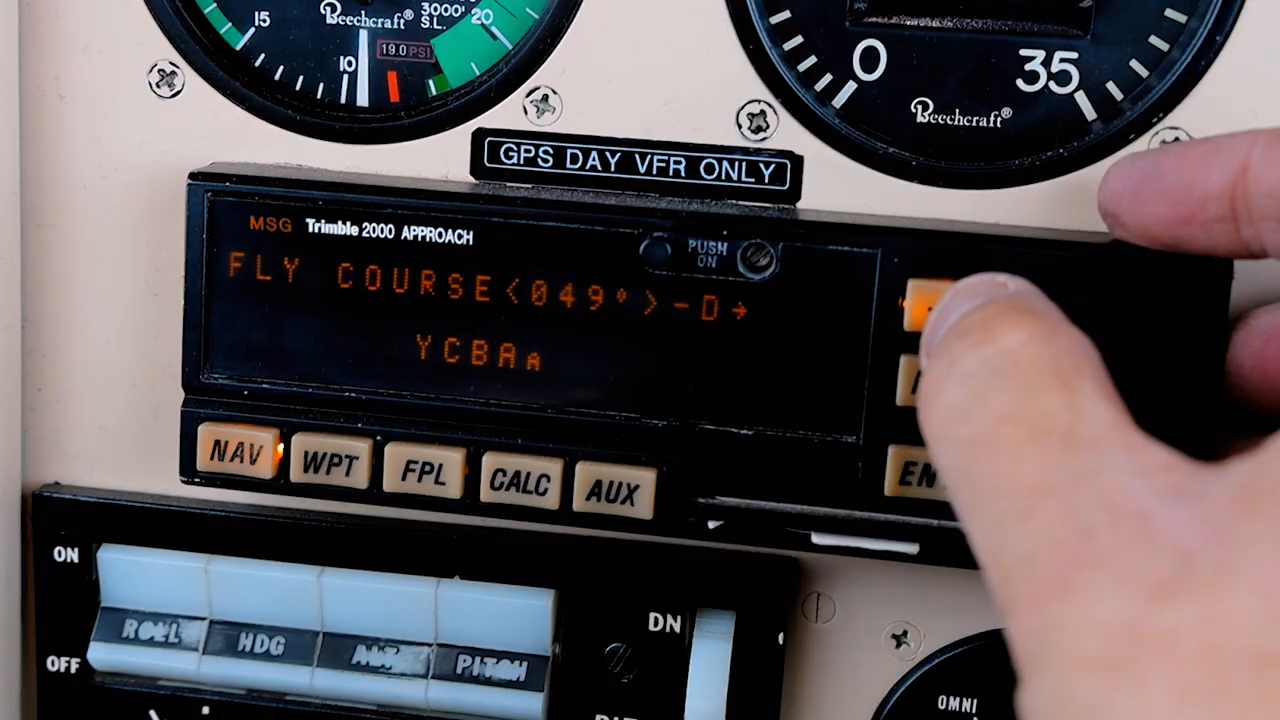 15
Beechcraft®
3000'
S.L.
20
19.0 PSI
10
0
35
Beechcraft®
GPS DAY VFR ONLY
MSG Trimble 2000 APPROACH
PUSH
ON
FLY COURSE<049°>-D→
YCBAa
NAV
WPT
FPL
CALC
AUX
ON
ROLL
HDG
ALT
PITCH
OFF
DN
OMNI